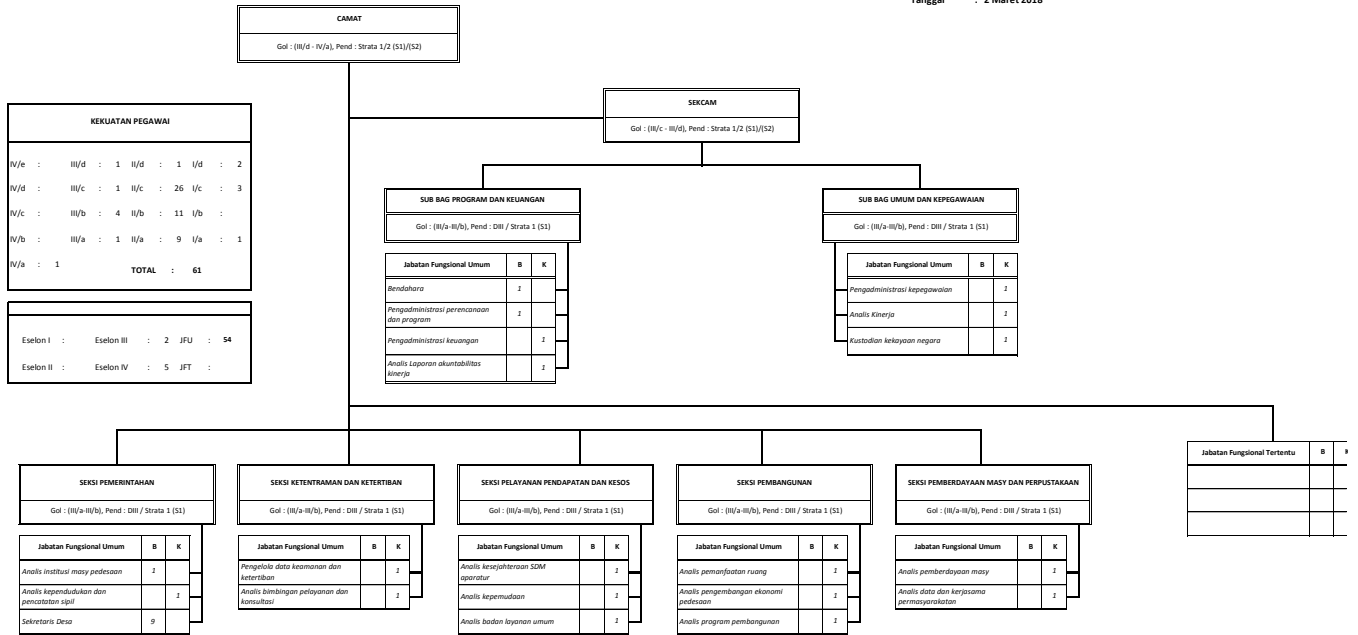 Tanggal : 2 Maret 2018
CAMAT
Gol : (III/d - IV/a), Pend : Strata 1/2 (S1)/(S2)
SEKCAM
Gol : (III/c - III/d), Pend : Strata 1/2 (S1)/(S2)
KEKUATAN PEGAWAI
IV/e : III/d : 1 II/d : 1 I/d : 2
IV/d : III/c : 1 II/c : 26 I/c : 3
IV/c : III/b : 4 II/b : 11 I/b :
IV/b : III/a : 1 II/a : 9 I/a : 1
IV/a : 1 TOTAL : 61
Eselon I : Eselon III : 2 JFU : 54
Eselon II : Eselon IV : 5 JFT :
SUB BAG PROGRAM DAN KEUANGAN
Gol : (III/a-III/b), Pend : DIII / Strata 1 (S1)
Jabatan Fungsional Umum B K
Bendahara 1
Pengadministrasi perencanaan
dan program 1
Pengadministrasi keuangan 1
Analis Laporan akuntabilitas
kinerja 1
SUB BAG UMUM DAN KEPEGAWAIAN
Gol : (III/a-III/b), Pend : DIII / Strata 1 (S1)
Jabatan Fungsional Umum B K
Pengadministrasi kepegawaian 1
Analis Kinerja 1
Kustodian kekayaan negara 1
SEKSI PEMERINTAHAN
Gol : (III/a-III/b), Pend : DIII / Strata 1 (S1)
Jabatan Fungsional Umum B K
Analis institusi masy pedesaan 1
Analis kependudukan dan
pencatatan sipil 1
Sekretaris Desa 9
SEKSI KETENTRAMAN DAN KETERTIBAN
Gol : (III/a-III/b), Pend : DIII / Strata 1 (S1)
Jabatan Fungsional Umum B K
Pengelola data keamanan dan
ketertiban 1
Analis bimbingan pelayanan dan
konsultasi 1
SEKSI PELAYANAN PENDAPATAN DAN KESOS
Gol : (III/a-III/b), Pend : DIII / Strata 1 (S1)
Jabatan Fungsional Umum B K
Analis kesejahteraan SDM
aparatur 1
Analis kepemudaan 1
Analis badan layanan umum 1
SEKSI PEMBANGUNAN
Gol : (III/a-III/b), Pend : DIII / Strata 1 (S1)
Jabatan Fungsional Umum B K
Analis pemanfaatan ruang 1
Analis pengembangan ekonomi
pedesaan 1
Analis program pembangunan 1
SEKSI PEMBERDAYAAN MASY DAN PERPUSTAKAAN
Gol : (III/a-III/b), Pend : DIII / Strata 1 (S1)
Jabatan Fungsional Umum B K
Analis pemberdayaan masy 1
Analis data dan kerjasama
permasyarakatan 1
Jabatan Fungsional Tertentu B K